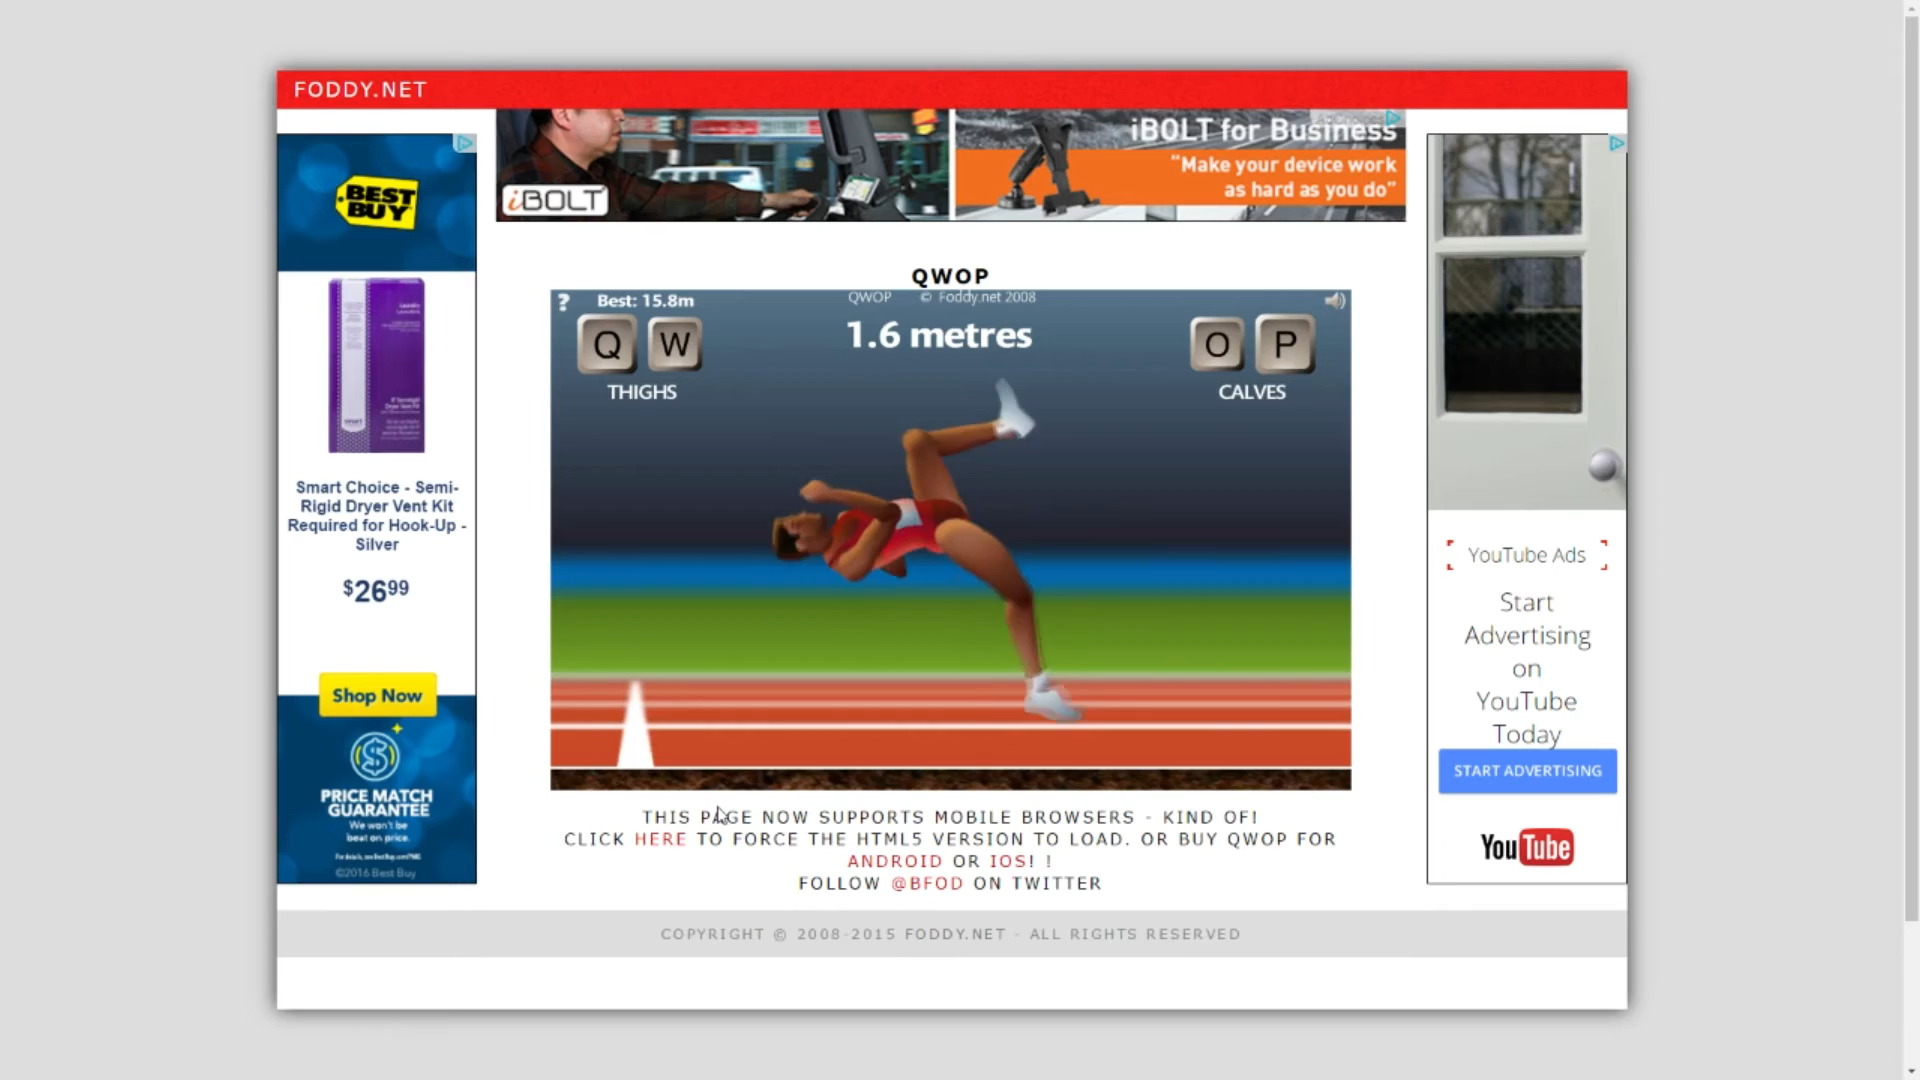 FODDY.NET
BEST
BUY
Smart Choice - Semi-
Rigid Dryer Vent Kit
Required for Hook-Up -
Silver
$26.99
Shop Now
PRICE MATCH
GUARANTEE
We won't be
beat on price.
©2016 Best Buy
iBOLT
iBOLT for Business
"Make your device work
as hard as you do"
QWOP
? Best: 15.8m QWOP © Foddy.net 2008
1.6 metres
Q W O P
THIGHS CALVES
THIS PAGE NOW SUPPORTS MOBILE BROWSERS - KIND OF!
CLICK HERE TO FORCE THE HTML5 VERSION TO LOAD. OR BUY QWOP FOR
ANDROID OR IOS! !
FOLLOW @BFOD ON TWITTER
YouTube Ads
Start
Advertising
on
YouTube
Today
START ADVERTISING
YouTube
COPYRIGHT © 2008-2015 FODDY.NET - ALL RIGHTS RESERVED